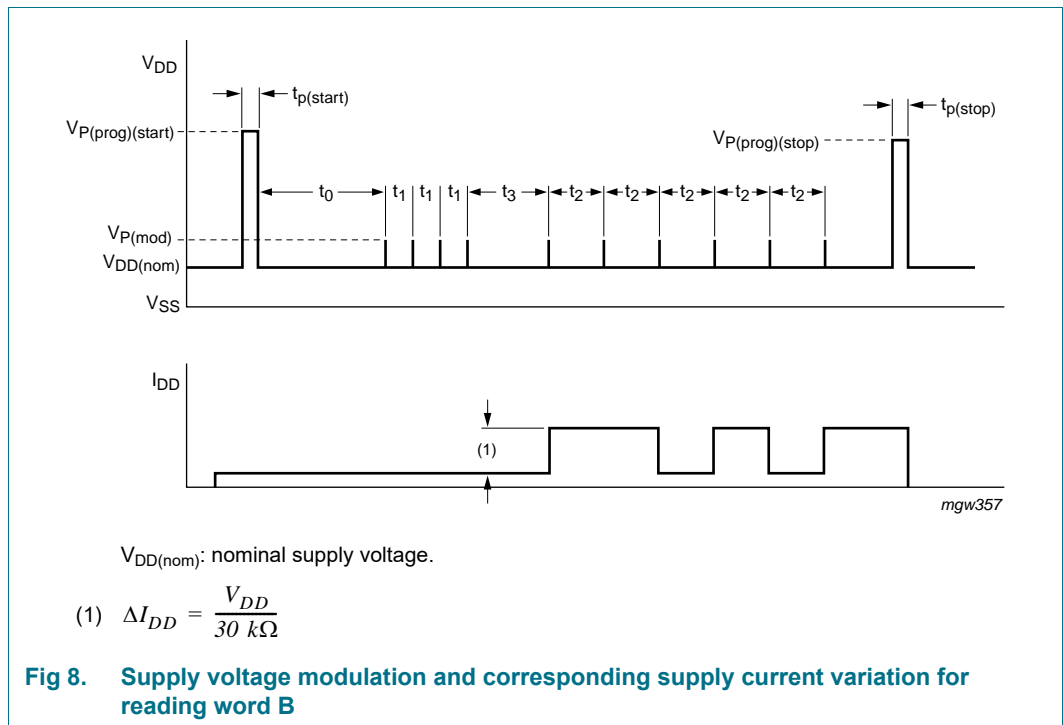 VDD
tp(start)
tp(stop)
VP(prog)(start)
VP(prog)(stop)
t0 t1 t1 t1 t3 t2 t2 t2 t2 t2
VP(mod)
VDD(nom)
VSS
IDD
(1)
mgw357
VDD(nom): nominal supply voltage.
(1) ΔIDD = VDD / 30 kΩ
Fig 8. Supply voltage modulation and corresponding supply current variation for
reading word B